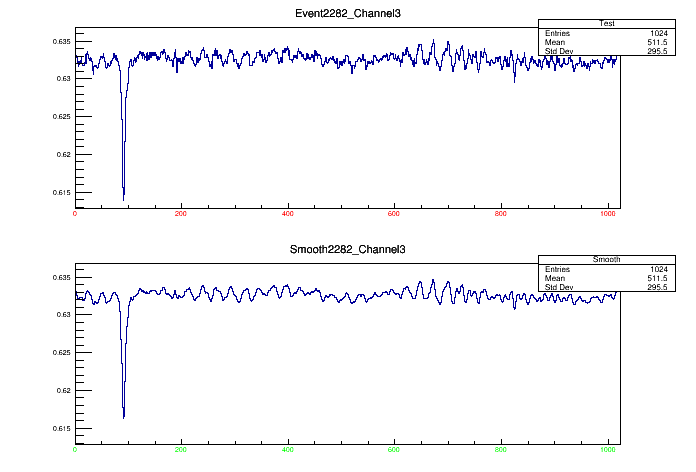 Event2282_Channel3
Test
Entries 1024
Mean 511.5
Std Dev 295.5
0.635
0.63
0.625
0.62
0.615
0 200 400 600 800 1000
Smooth2282_Channel3
Smooth
Entries 1024
Mean 511.5
Std Dev 295.5
0.635
0.63
0.625
0.62
0.615
0 200 400 600 800 1000